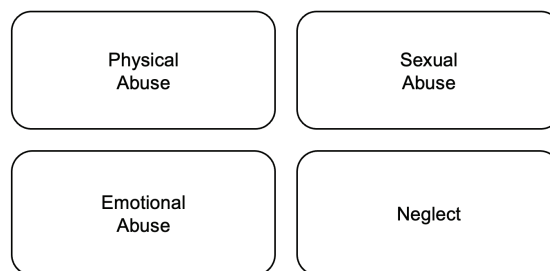 Physical
Abuse
Sexual
Abuse
Emotional
Abuse
Neglect